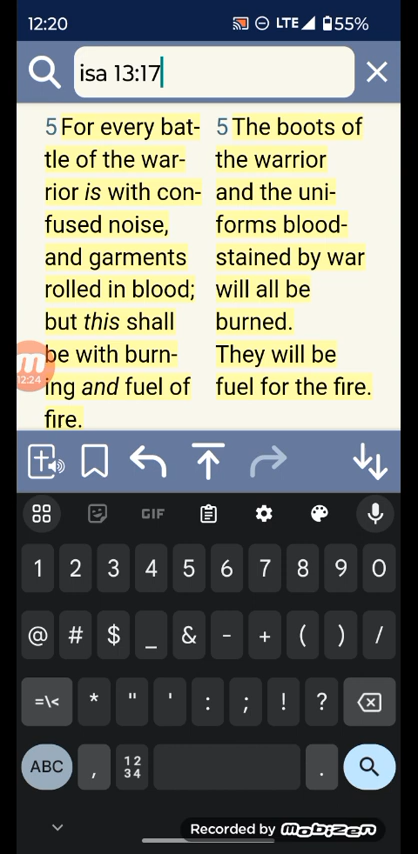 12:20
LTE 55%
isa 13:17
5 For every bat-
tle of the war-
rior is with con-
fused noise,
and garments
rolled in blood;
but this shall
be with burn-
ing and fuel of
fire.
5 The boots of
the warrior
and the uni-
forms blood-
stained by war
will all be
burned.
They will be
fuel for the fire.
12:24
GIF
1 2 3 4 5 6 7 8 9 0
@ # $ _ & - + ( ) /
=\< * " ' : ; ! ?
ABC , 12 34 .
Recorded by mobizen